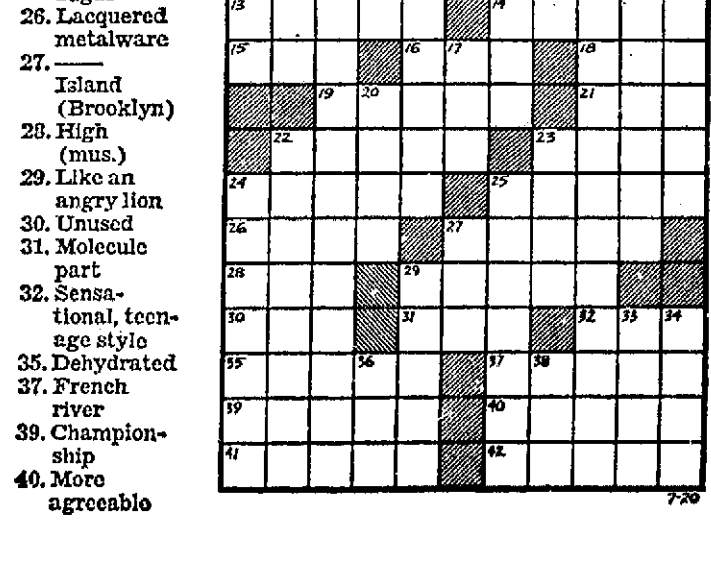 26. Lacquered
metalware
27. ——
Island
(Brooklyn)
28. High
(mus.)
29. Like an
angry lion
30. Unused
31. Molecule
part
32. Sensa-
tional, teen-
age style
35. Dehydrated
37. French
river
39. Champion-
ship
40. More
agreeable
13 14
15 16 17 18
19 20 21
22 23
24 25
26 27
28 29
30 31 32 33 34
35 36 37 38
39 40
41 42
7-20